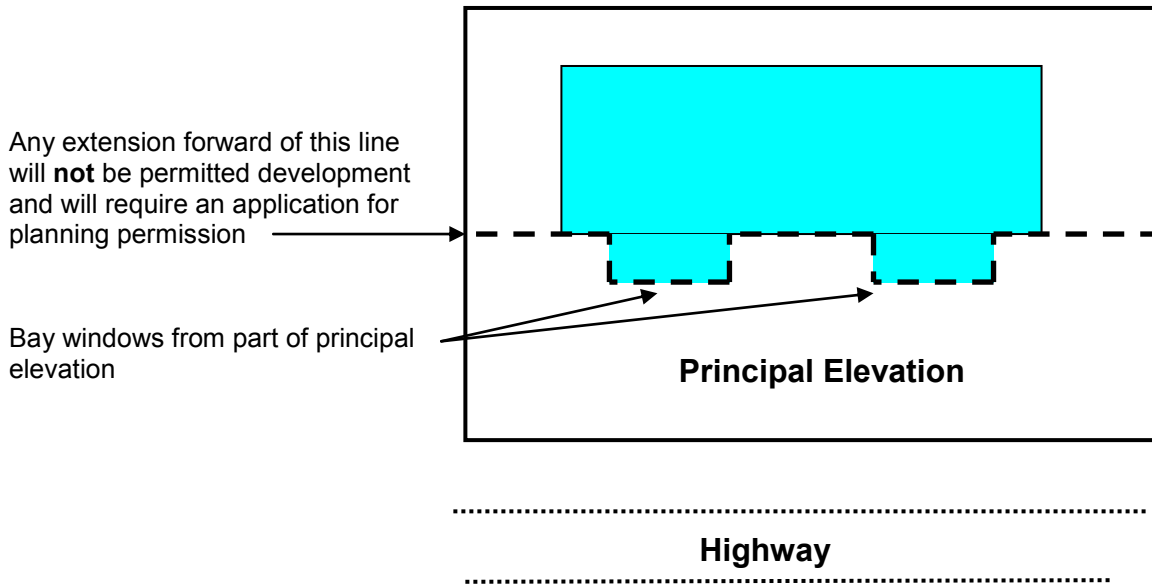 Any extension forward of this line
will not be permitted development
and will require an application for
planning permission
Bay windows from part of principal
elevation
Principal Elevation
Highway